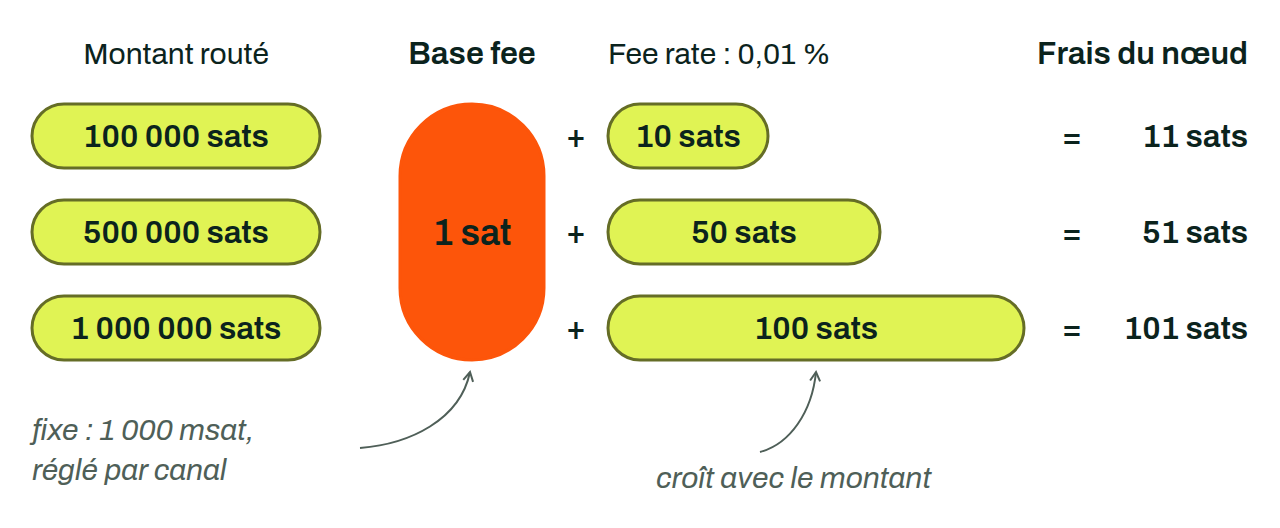 Montant routé
Base fee
Fee rate : 0,01 %
Frais du nœud
100 000 sats
+
10 sats
=
11 sats
500 000 sats
1 sat
+
50 sats
=
51 sats
1 000 000 sats
+
100 sats
=
101 sats
fixe : 1 000 msat,
réglé par canal
croît avec le montant